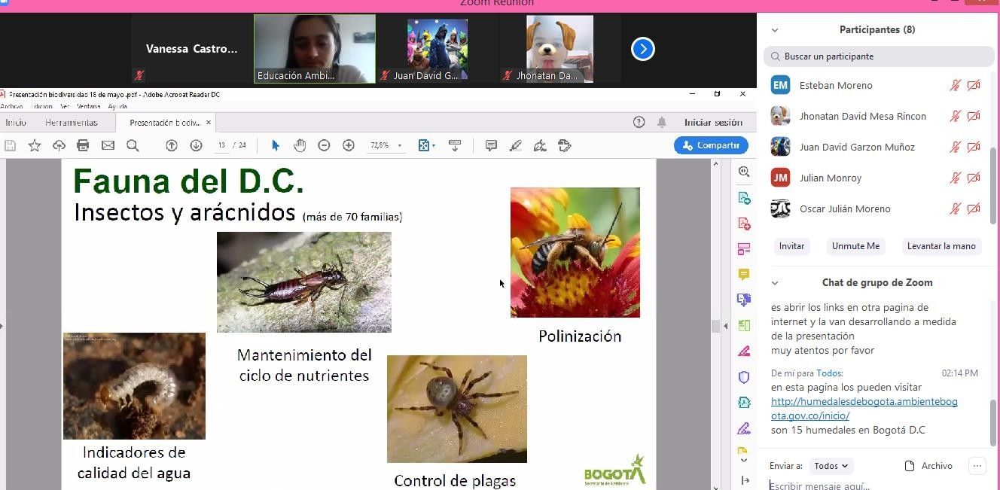 Zoom Reunión
Vanessa Castro...
Educación Ambi...
Juan David G...
Jhonatan Da...
Presentación biodiversidad 18 de mayo .pdf - Adobe Acrobat Reader DC
Archivo Edición Ver Ventana Ayuda
Inicio
Herramientas
Presentación biodiv...
Iniciar sesión
13 / 24
72,8%
Compartir
Fauna del D.C.
Insectos y arácnidos (más de 70 familias)
Polinización
Mantenimiento del
ciclo de nutrientes
Indicadores de
calidad del agua
Control de plagas
BOGOTÁ
Secretaría de Ambiente
Participantes (8)
Buscar un participante
EM Esteban Moreno
Jhonatan David Mesa Rincon
Juan David Garzon Muñoz
JM Julian Monroy
Oscar Julián Moreno
Invitar
Unmute Me
Levantar la mano
Chat de grupo de Zoom
es abrir los links en otra pagina de
internet y la van desarrollando a medida
de la presentación
muy atentos por favor
De mí para Todos: 02:14 PM
en esta pagina los pueden visitar
http://humedalesdebogota.ambientebog
ota.gov.co/inicio/
son 15 humedales en Bogotá D.C
Enviar a: Todos
Archivo
Escribir mensaje aquí...